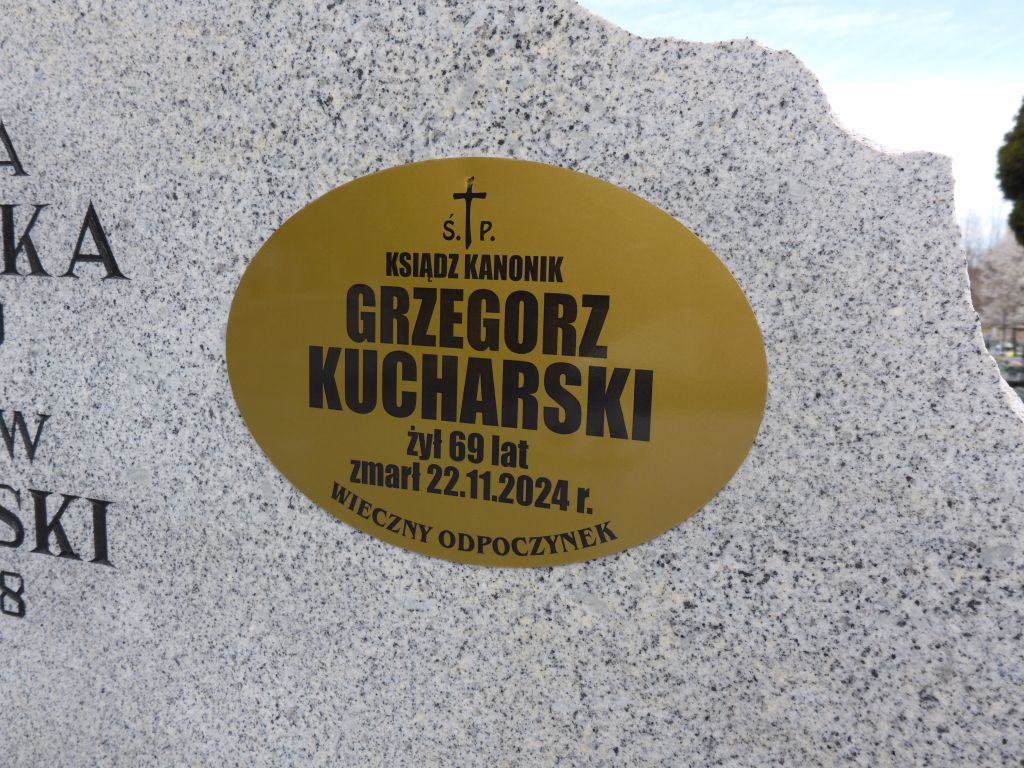 Ś. P.
KSIĄDZ KANONIK
GRZEGORZ
KUCHARSKI
żył 69 lat
zmarł 22.11.2024 r.
WIECZNY ODPOCZYNEK